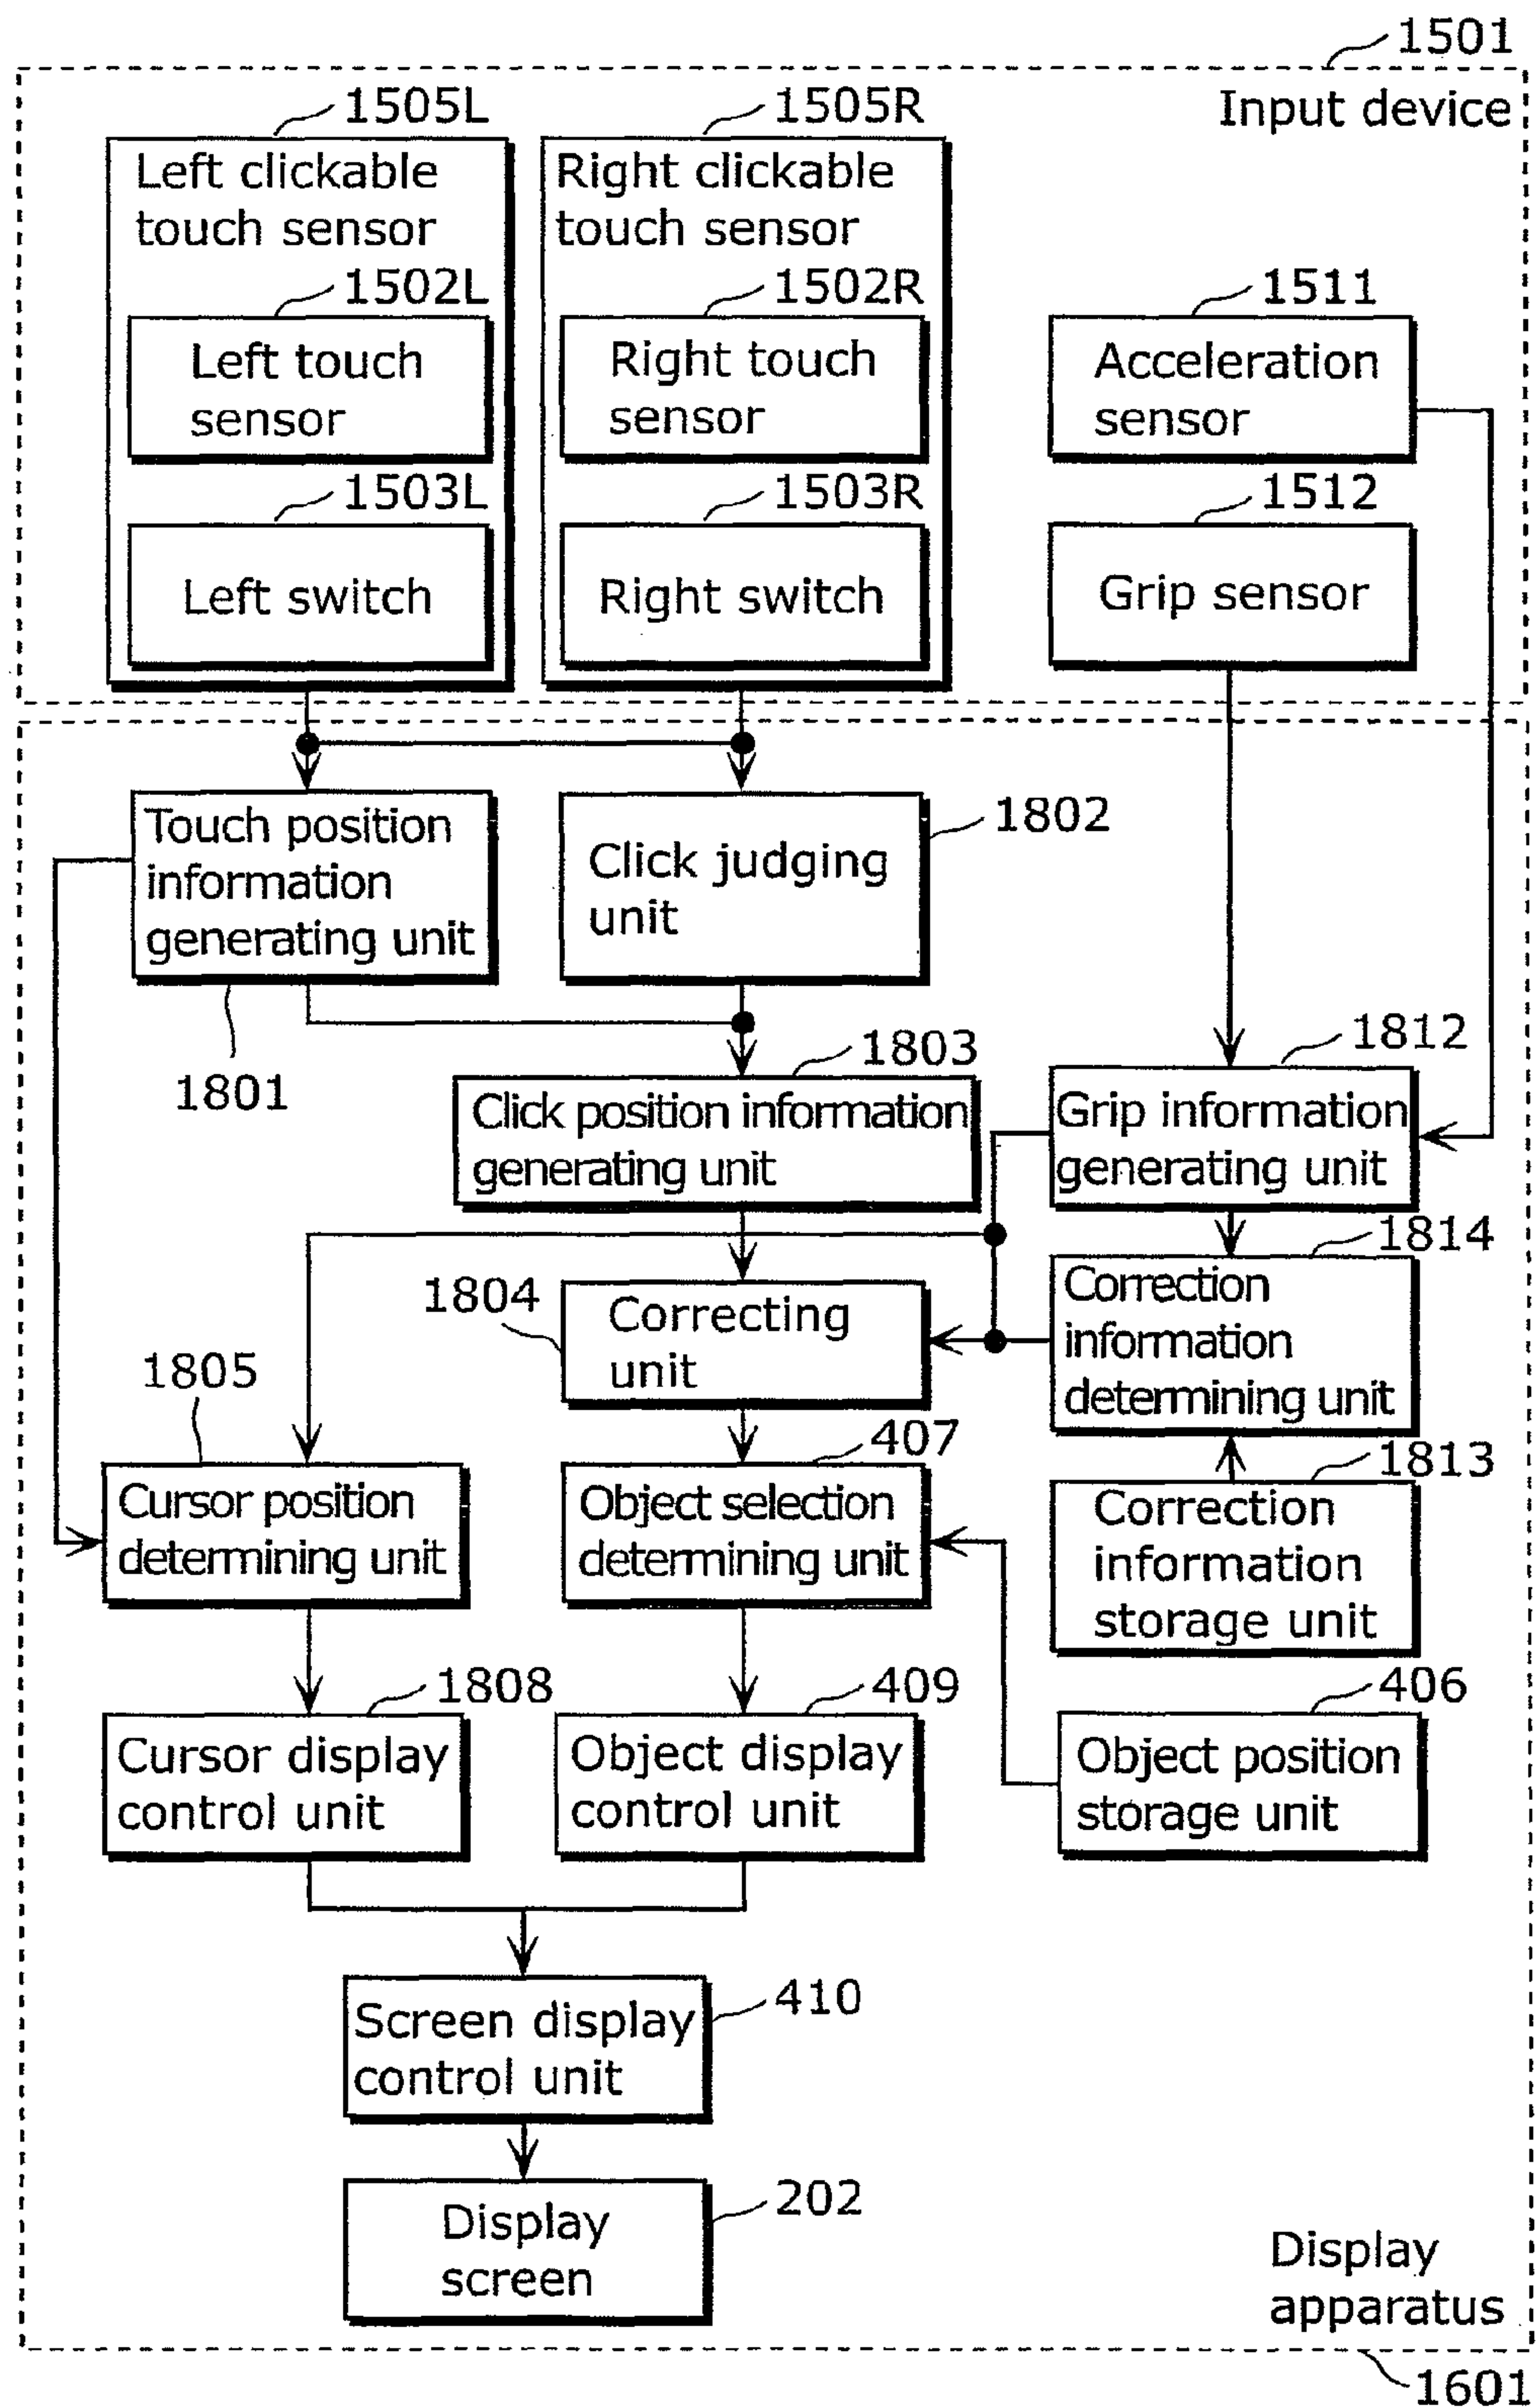 1501
Input device
1505L
Left clickable
touch sensor
1502L
Left touch
sensor
1503L
Left switch
1505R
Right clickable
touch sensor
1502R
Right touch
sensor
1503R
Right switch
1511
Acceleration
sensor
1512
Grip sensor
Touch position
information
generating unit
1801
Click judging
unit
1802
1803
Click position information
generating unit
1812
Grip information
generating unit
1804
Correcting
unit
1814
Correction
information
determining unit
1805
Cursor position
determining unit
407
Object selection
determining unit
1813
Correction
information
storage unit
1808
Cursor display
control unit
409
Object display
control unit
406
Object position
storage unit
Screen display
control unit
410
Display
screen
202
Display
apparatus
1601